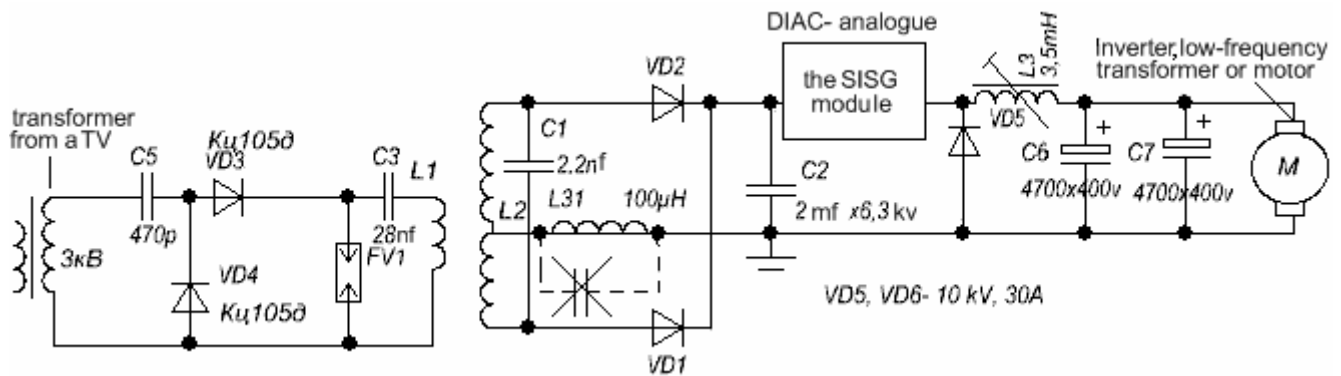 DIAC- analogue
the SISG
module
Inverter, low-frequency
transformer or motor
transformer
from a TV
C5
470p
3кВ
Кц105д
VD3
VD4
Кц105д
C3
28nf
FV1
L1
L2
C1
2.2nf
L31
100µH
VD2
VD1
C2
2 mf x6,3 kv
L3
3,5mH
VD5
C6
4700x400v
C7
4700x400v
M
+
+
VD5, VD6- 10 kV, 30A